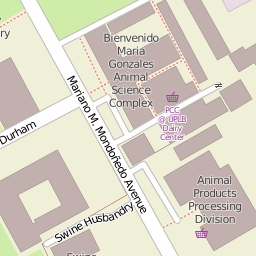 Bienvenido
Maria
Gonzales
Animal
Science
Complex
Mariano M. Mondoñedo Avenue
PCC
@ UPLB
Dairy
Center
Durham
Animal
Products
Processing
Division
Swine Husbandry
Swine